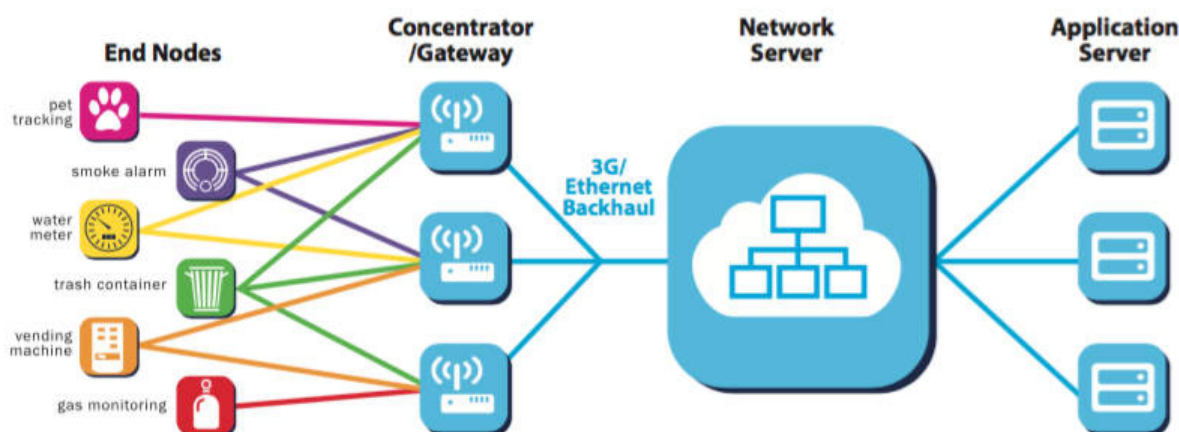 End Nodes
Concentrator
/Gateway
Network
Server
Application
Server
pet
tracking
smoke alarm
water
meter
trash container
vending
machine
gas monitoring
3G/
Ethernet
Backhaul